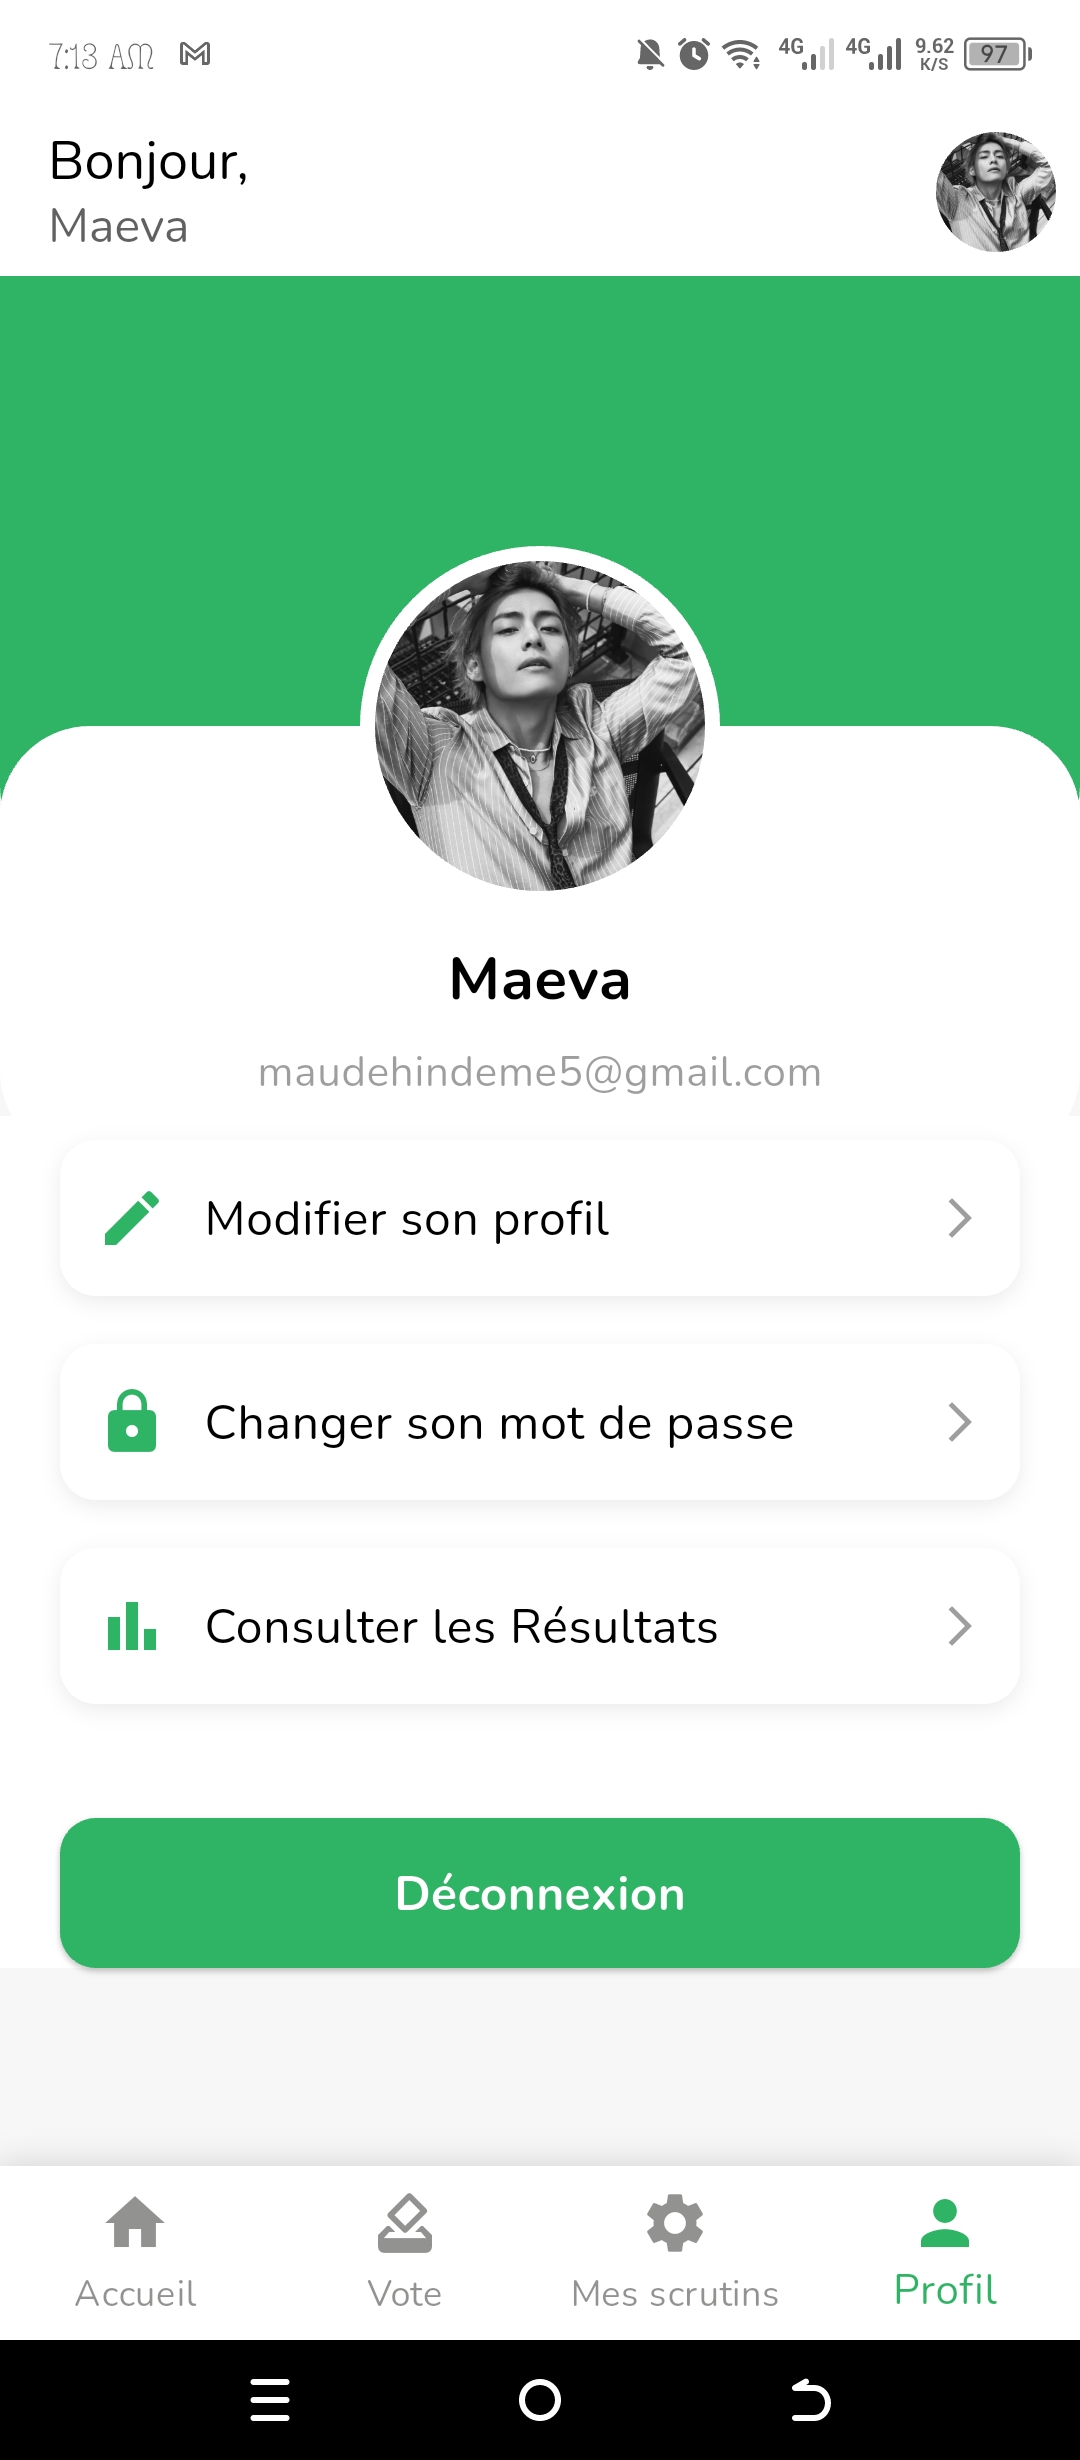 7:13 AM
4G 4G 9.62 K/S 97
Bonjour,
Maeva
Maeva
maudehindeme5@gmail.com
Modifier son profil
Changer son mot de passe
Consulter les Résultats
Déconnexion
Accueil Vote Mes scrutins Profil